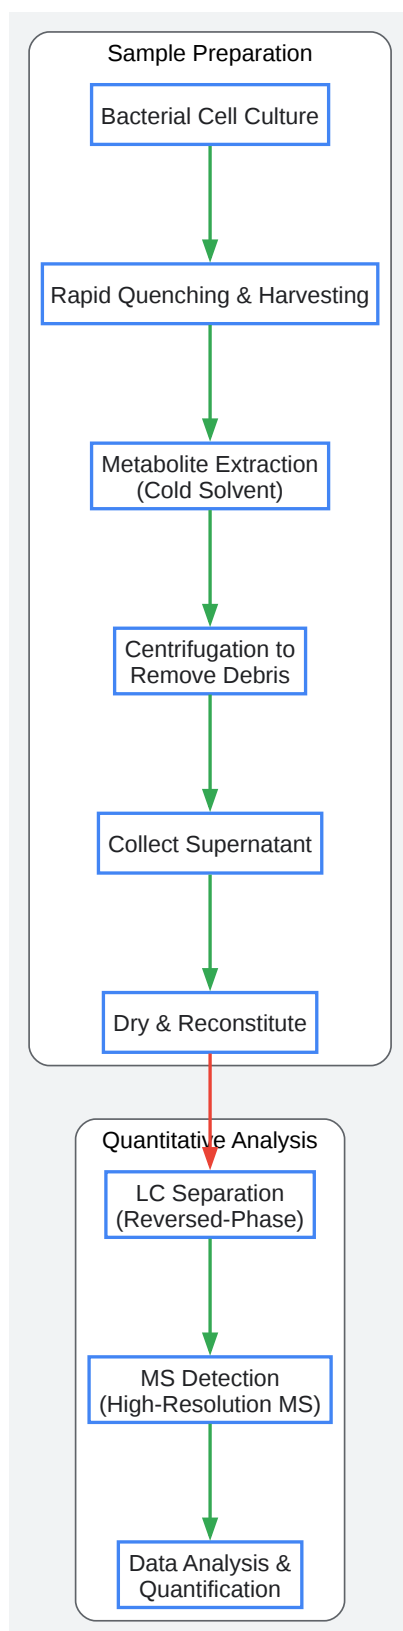 Sample Preparation
Bacterial Cell Culture
Rapid Quenching & Harvesting
Metabolite Extraction
(Cold Solvent)
Centrifugation to
Remove Debris
Collect Supernatant
Dry & Reconstitute
Quantitative Analysis
LC Separation
(Reversed-Phase)
MS Detection
(High-Resolution MS)
Data Analysis &
Quantification